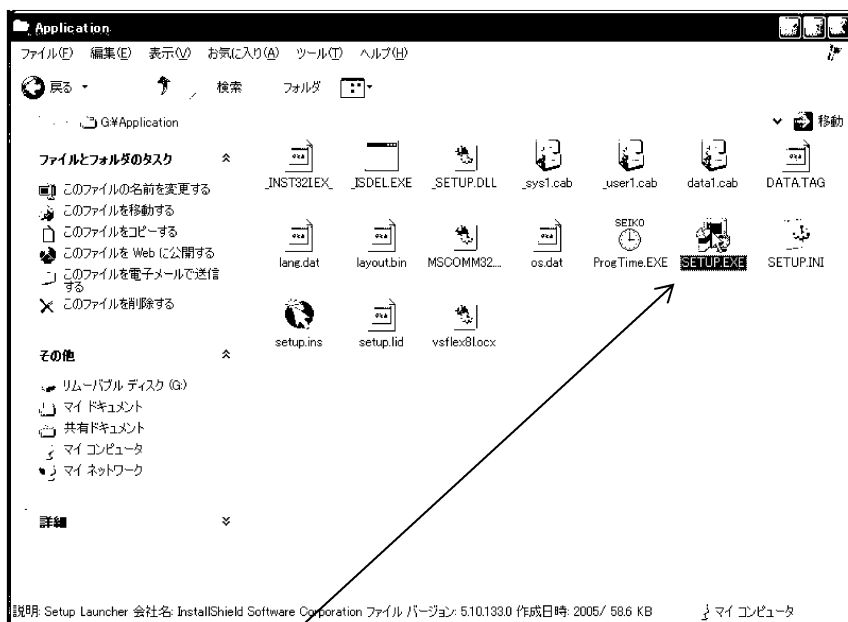 Application
ファイル(F) 編集(E) 表示(V) お気に入り(A) ツール(T) ヘルプ(H)
戻る 検索 フォルダ
G:¥Application 移動
ファイルとフォルダのタスク
このファイルの名前を変更する
このファイルを移動する
このファイルをコピーする
このファイルを Web に公開する
このファイルを電子メールで送信
する
このファイルを削除する
その他
リムーバブル ディスク (G:)
マイ ドキュメント
共有ドキュメント
マイ コンピュータ
マイ ネットワーク
詳細
_INST32I.EX_ _ISDEL.EXE _SETUP.DLL _sys1.cab _user1.cab data1.cab DATA.TAG
SEIKO
lang.dat layout.bin MSCOMM32... os.dat ProgTime.EXE SETUP.EXE SETUP.INI
setup.ins setup.lid vsflex8l.ocx
説明: Setup Launcher 会社名: InstallShield Software Corporation ファイル バージョン: 5.10.133.0 作成日時: 2005/ 58.6 KB マイ コンピュータ